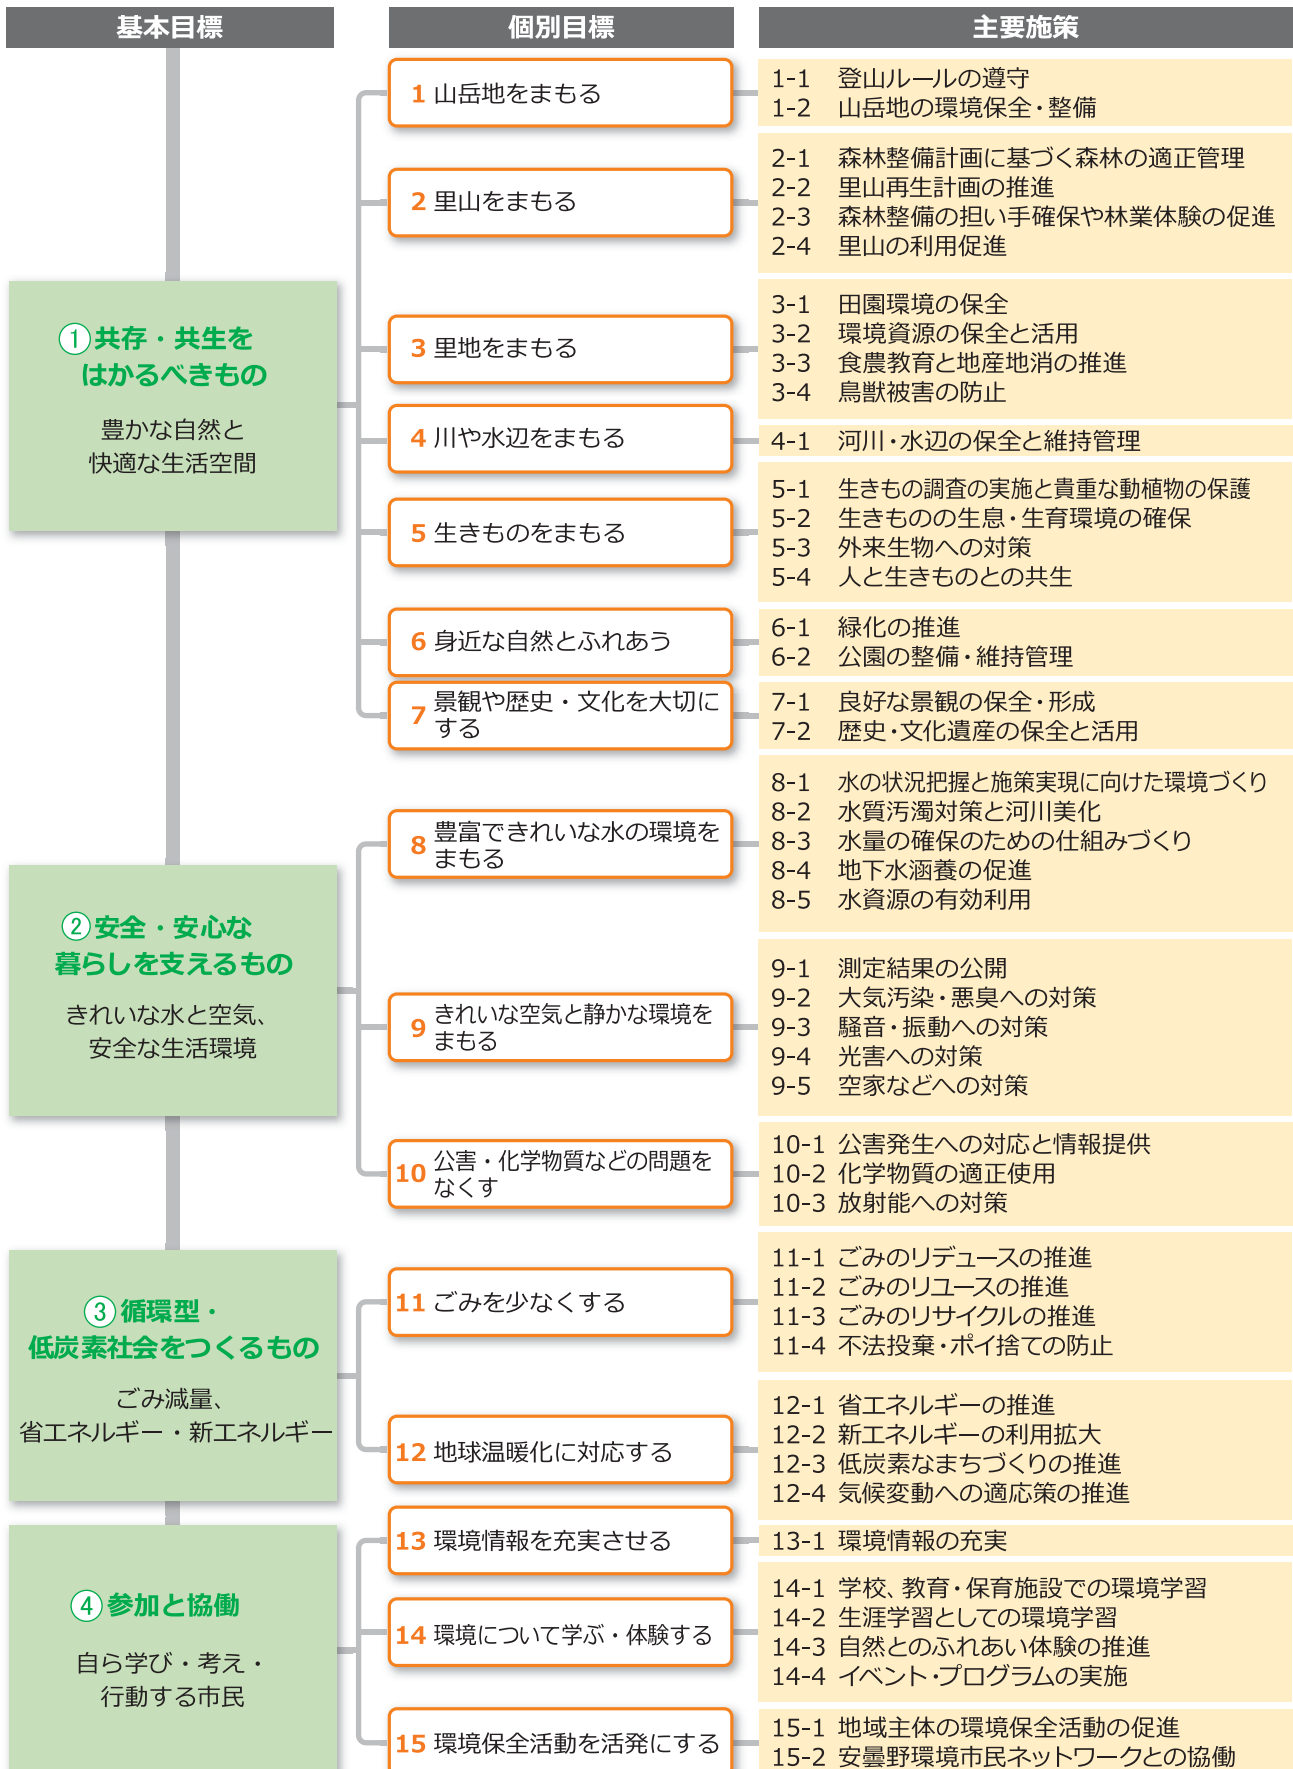 基本目標
個別目標
主要施策
①共存・共生を
はかるべきもの
豊かな自然と
快適な生活空間
1 山岳地をまもる
1-1 登山ルールの遵守
1-2 山岳地の環境保全・整備
2 里山をまもる
2-1 森林整備計画に基づく森林の適正管理
2-2 里山再生計画の推進
2-3 森林整備の担い手確保や林業体験の促進
2-4 里山の利用促進
3 里地をまもる
3-1 田園環境の保全
3-2 環境資源の保全と活用
3-3 食農教育と地産地消の推進
3-4 鳥獣被害の防止
4 川や水辺をまもる
4-1 河川・水辺の保全と維持管理
5 生きものをまもる
5-1 生きもの調査の実施と貴重な動植物の保護
5-2 生きものの生息・生育環境の確保
5-3 外来生物への対策
5-4 人と生きものとの共生
6 身近な自然とふれあう
6-1 緑化の推進
6-2 公園の整備・維持管理
7 景観や歴史・文化を大切に
する
7-1 良好な景観の保全・形成
7-2 歴史・文化遺産の保全と活用
②安全・安心な
暮らしを支えるもの
きれいな水と空気、
安全な生活環境
8 豊富できれいな水の環境を
まもる
8-1 水の状況把握と施策実現に向けた環境づくり
8-2 水質汚濁対策と河川美化
8-3 水量の確保のための仕組みづくり
8-4 地下水涵養の促進
8-5 水資源の有効利用
9 きれいな空気と静かな環境を
まもる
9-1 測定結果の公開
9-2 大気汚染・悪臭への対策
9-3 騒音・振動への対策
9-4 光害への対策
9-5 空家などへの対策
10 公害・化学物質などの問題を
なくす
10-1 公害発生への対応と情報提供
10-2 化学物質の適正使用
10-3 放射能への対策
③循環型・
低炭素社会をつくるもの
ごみ減量、
省エネルギー・新エネルギー
11 ごみを少なくする
11-1 ごみのリデュースの推進
11-2 ごみのリユースの推進
11-3 ごみのリサイクルの推進
11-4 不法投棄・ポイ捨ての防止
12 地球温暖化に対応する
12-1 省エネルギーの推進
12-2 新エネルギーの利用拡大
12-3 低炭素なまちづくりの推進
12-4 気候変動への適応策の推進
④参加と協働
自ら学び・考え・
行動する市民
13 環境情報を充実させる
13-1 環境情報の充実
14 環境について学ぶ・体験する
14-1 学校、教育・保育施設での環境学習
14-2 生涯学習としての環境学習
14-3 自然とのふれあい体験の推進
14-4 イベント・プログラムの実施
15 環境保全活動を活発にする
15-1 地域主体の環境保全活動の促進
15-2 安曇野環境市民ネットワークとの協働